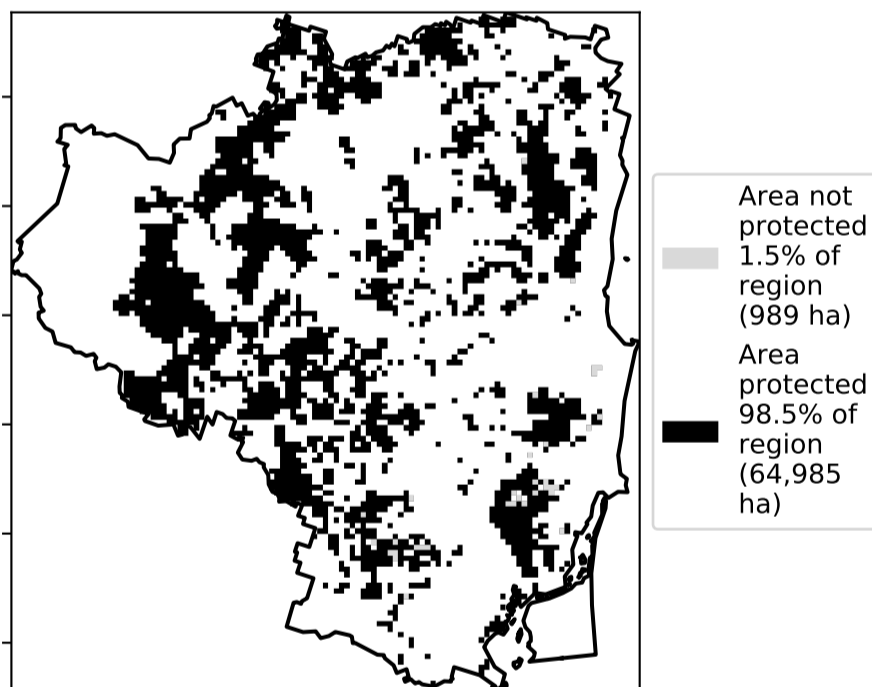 Area not
protected
1.5% of
region
(989 ha)
Area
protected
98.5% of
region
(64,985
ha)